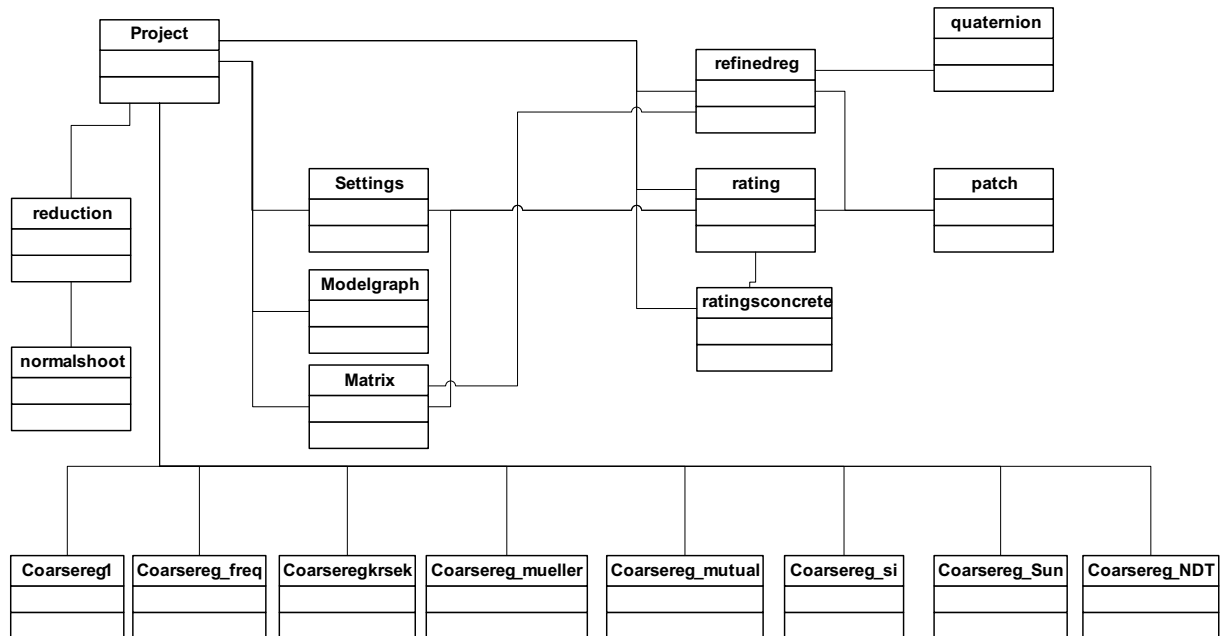 Project
quaternion
refinedreg
Settings
rating
patch
reduction
Modelgraph
ratingsconcrete
normalshoot
Matrix
Coarsereg1
Coarsereg_freq
Coarseregkrsek
Coarsereg_mueller
Coarsereg_mutual
Coarsereg_si
Coarsereg_Sun
Coarsereg_NDT